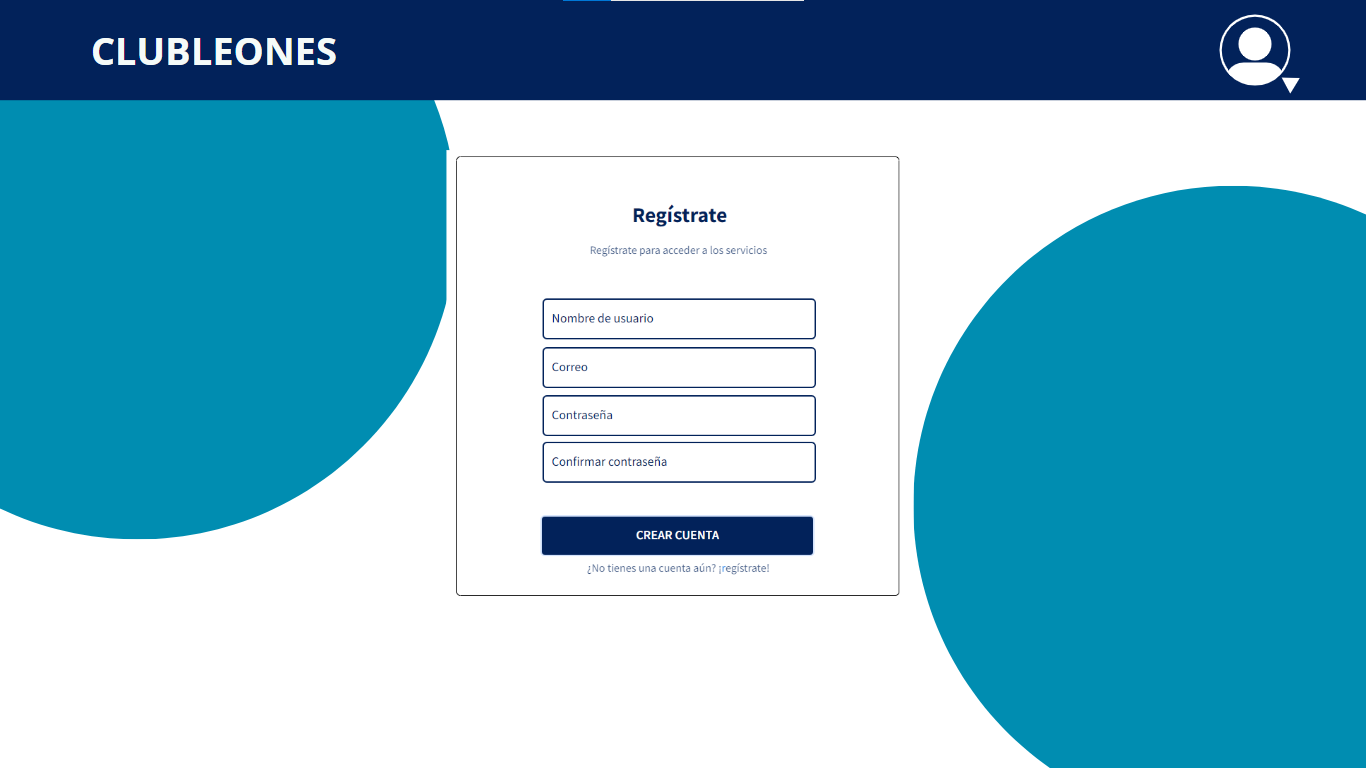 CLUBLEONES
Regístrate
Regístrate para acceder a los servicios
Nombre de usuario
Correo
Contraseña
Confirmar contraseña
CREAR CUENTA
¿No tienes una cuenta aún? ¡regístrate!